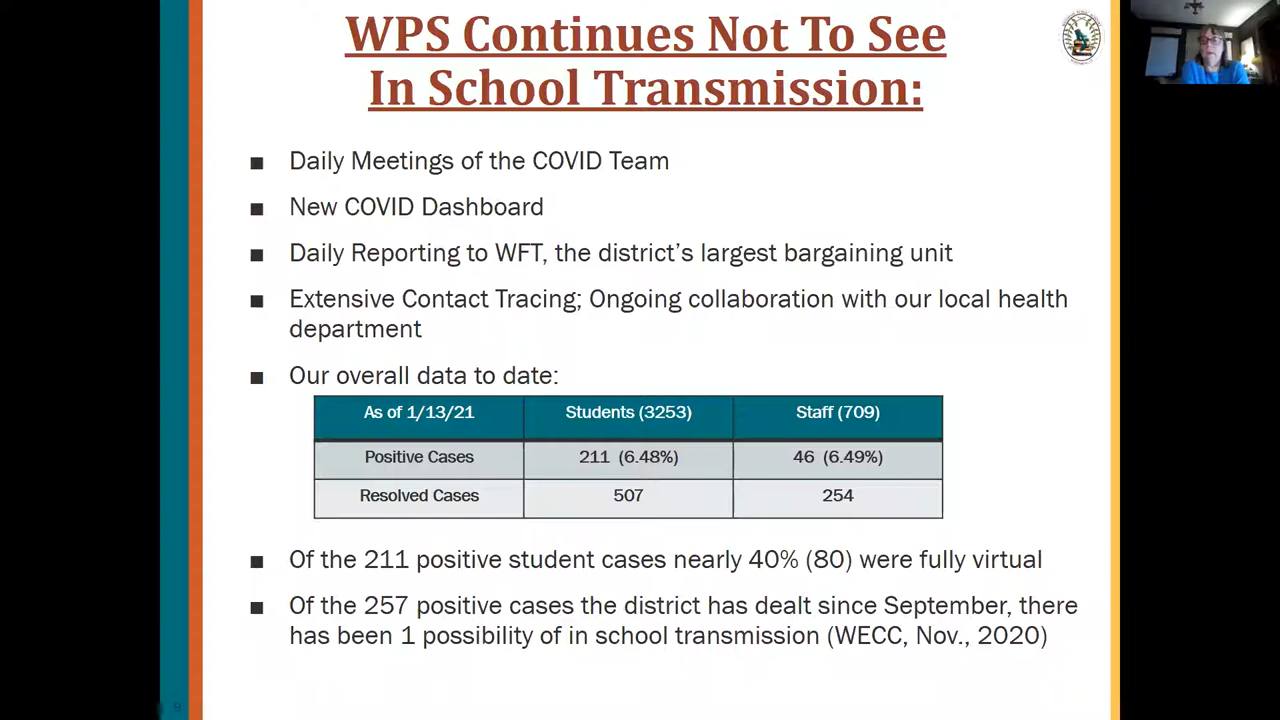 WPS Continues Not To See
In School Transmission:
■ Daily Meetings of the COVID Team
■ New COVID Dashboard
■ Daily Reporting to WFT, the district's largest bargaining unit
■ Extensive Contact Tracing; Ongoing collaboration with our local health
department
■ Our overall data to date:
As of 1/13/21 Students (3253) Staff (709)
Positive Cases 211 (6.48%) 46 (6.49%)
Resolved Cases 507 254
■ Of the 211 positive student cases nearly 40% (80) were fully virtual
■ Of the 257 positive cases the district has dealt since September, there
has been 1 possibility of in school transmission (WECC, Nov., 2020)
9